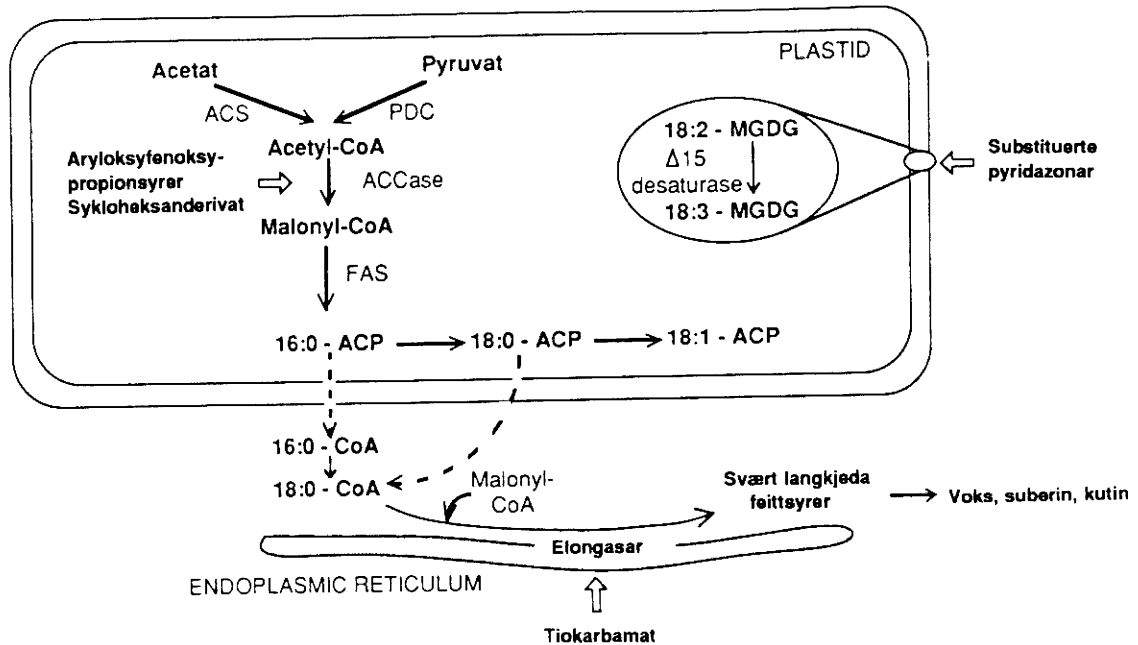 PLASTID
Acetat
Pyruvat
ACS
PDC
Acetyl-CoA
Aryloksyfenoksy-
propionsyrer
Sykloheksanderivat
ACCase
Malonyl-CoA
FAS
18:2 - MGDG
Δ15
desaturase
18:3 - MGDG
Substituerte
pyridazonar
16:0 - ACP
18:0 - ACP
18:1 - ACP
16:0 - CoA
18:0 - CoA
Malonyl-
CoA
Svært langkjeda
feittsyrer
Voks, suberin, kutin
Elongasar
ENDOPLASMIC RETICULUM
Tiokarbamat